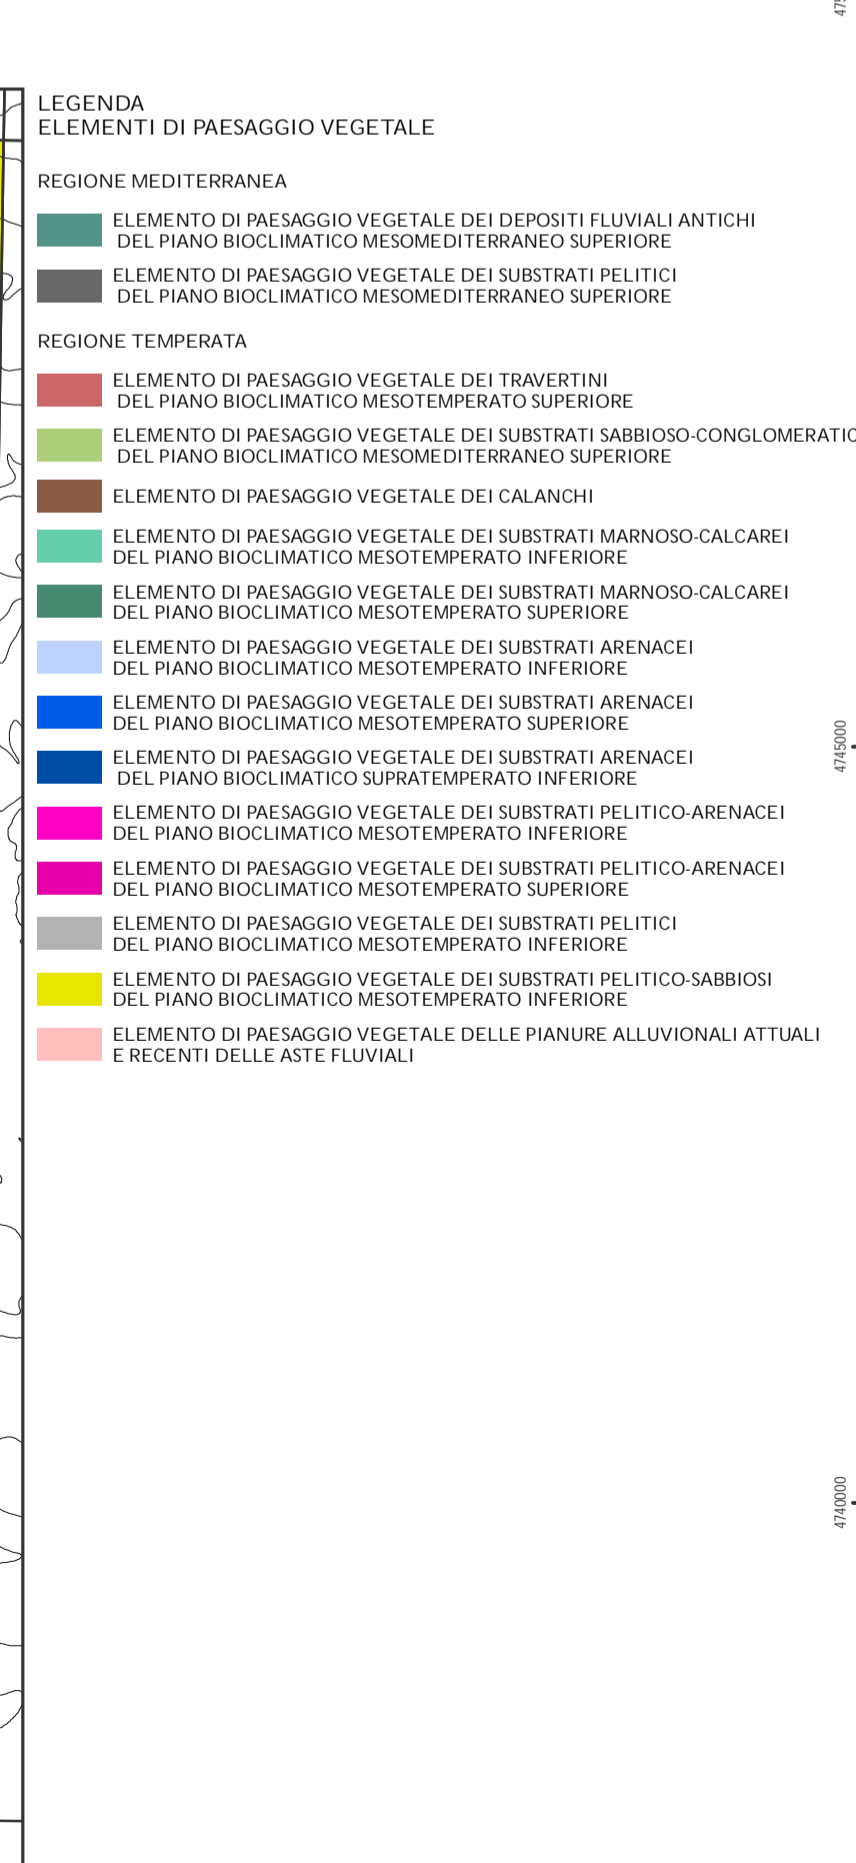 LEGENDA
ELEMENTI DI PAESAGGIO VEGETALE
REGIONE MEDITERRANEA
ELEMENTO DI PAESAGGIO VEGETALE DEI DEPOSITI FLUVIALI ANTICHI
DEL PIANO BIOCLIMATICO MESOMEDITERRANEO SUPERIORE
ELEMENTO DI PAESAGGIO VEGETALE DEI SUBSTRATI PELITICI
DEL PIANO BIOCLIMATICO MESOMEDITERRANEO SUPERIORE
REGIONE TEMPERATA
ELEMENTO DI PAESAGGIO VEGETALE DEI TRAVERTINI
DEL PIANO BIOCLIMATICO MESOTEMPERATO SUPERIORE
ELEMENTO DI PAESAGGIO VEGETALE DEI SUBSTRATI SABBIOSO-CONGLOMERATIC
DEL PIANO BIOCLIMATICO MESOMEDITERRANEO SUPERIORE
ELEMENTO DI PAESAGGIO VEGETALE DEI CALANCHI
ELEMENTO DI PAESAGGIO VEGETALE DEI SUBSTRATI MARNOSO-CALCAREI
DEL PIANO BIOCLIMATICO MESOTEMPERATO INFERIORE
ELEMENTO DI PAESAGGIO VEGETALE DEI SUBSTRATI MARNOSO-CALCAREI
DEL PIANO BIOCLIMATICO MESOTEMPERATO SUPERIORE
ELEMENTO DI PAESAGGIO VEGETALE DEI SUBSTRATI ARENACEI
DEL PIANO BIOCLIMATICO MESOTEMPERATO INFERIORE
ELEMENTO DI PAESAGGIO VEGETALE DEI SUBSTRATI ARENACEI
DEL PIANO BIOCLIMATICO MESOTEMPERATO SUPERIORE
ELEMENTO DI PAESAGGIO VEGETALE DEI SUBSTRATI ARENACEI
DEL PIANO BIOCLIMATICO SUPRATEMPERATO INFERIORE
ELEMENTO DI PAESAGGIO VEGETALE DEI SUBSTRATI PELITICO-ARENACEI
DEL PIANO BIOCLIMATICO MESOTEMPERATO INFERIORE
ELEMENTO DI PAESAGGIO VEGETALE DEI SUBSTRATI PELITICO-ARENACEI
DEL PIANO BIOCLIMATICO MESOTEMPERATO SUPERIORE
ELEMENTO DI PAESAGGIO VEGETALE DEI SUBSTRATI PELITICI
DEL PIANO BIOCLIMATICO MESOTEMPERATO INFERIORE
ELEMENTO DI PAESAGGIO VEGETALE DEI SUBSTRATI PELITICO-SABBIOSI
DEL PIANO BIOCLIMATICO MESOTEMPERATO INFERIORE
ELEMENTO DI PAESAGGIO VEGETALE DELLE PIANURE ALLUVIONALI ATTUALI
E RECENTI DELLE ASTE FLUVIALI
4745000
4740000